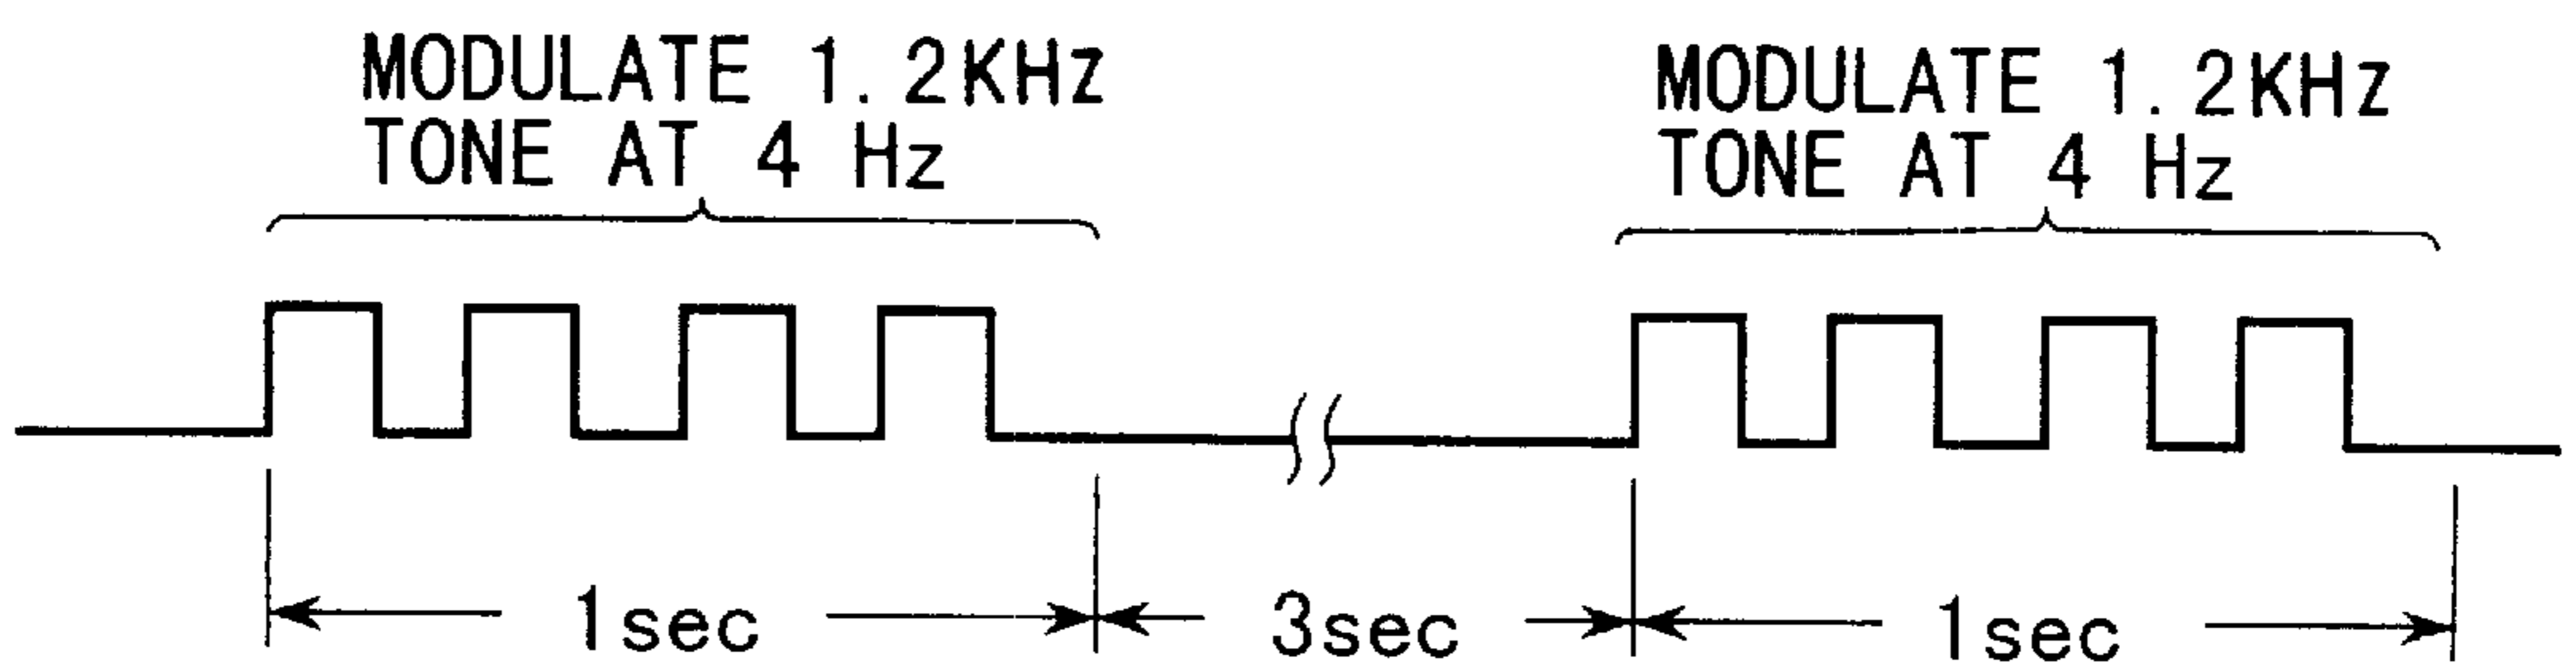 MODULATE 1.2KHz
TONE AT 4 Hz
MODULATE 1.2KHz
TONE AT 4 Hz
1sec
3sec
1sec